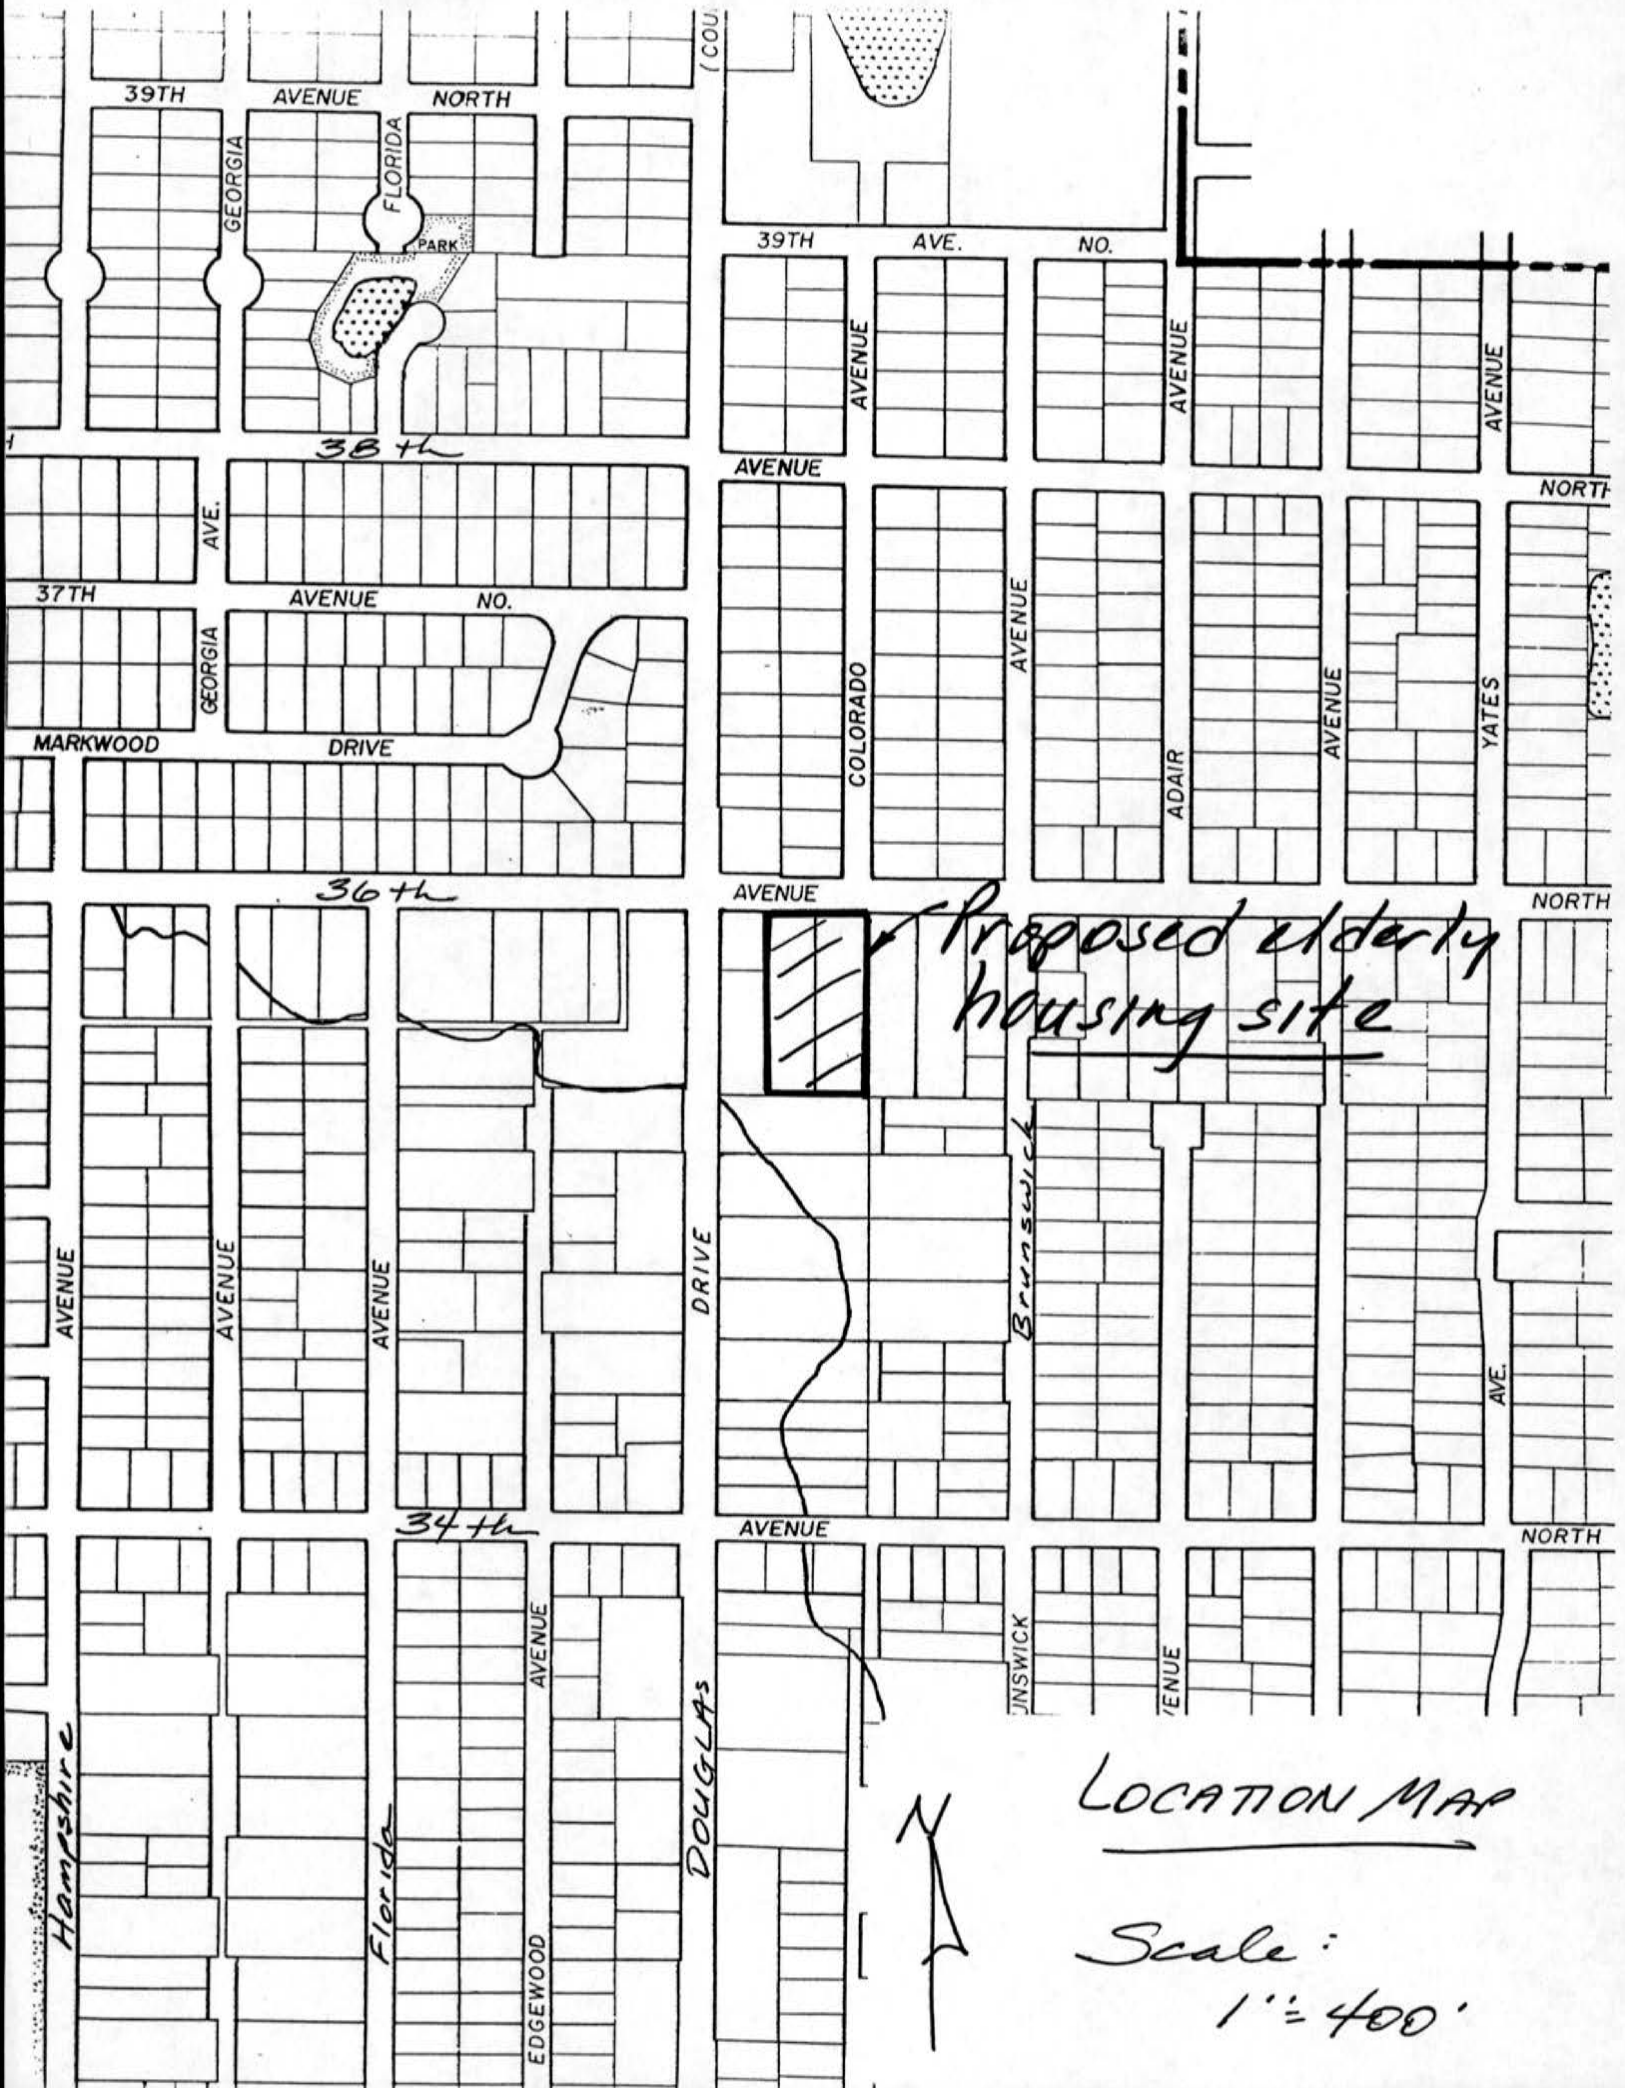 (COU
39TH AVENUE NORTH
GEORGIA
FLORIDA
PARK
39TH AVE. NO.
AVENUE
AVENUE
AVENUE
H
38th
AVENUE
NORTH
AVE.
37TH AVENUE NO.
AVENUE
GEORGIA
COLORADO
AVENUE
YATES
MARKWOOD DRIVE
ADAIR
36th
AVENUE
NORTH
Proposed elderly
housing site
Brunswick
AVENUE
AVENUE
AVENUE
DRIVE
AVE.
34th
AVENUE
NORTH
AVENUE
UNSWICK
VENUE
DOUGLAS
Hampshire
Florida
EDGEWOOD
LOCATION MAP
N
Scale:
1"=400'